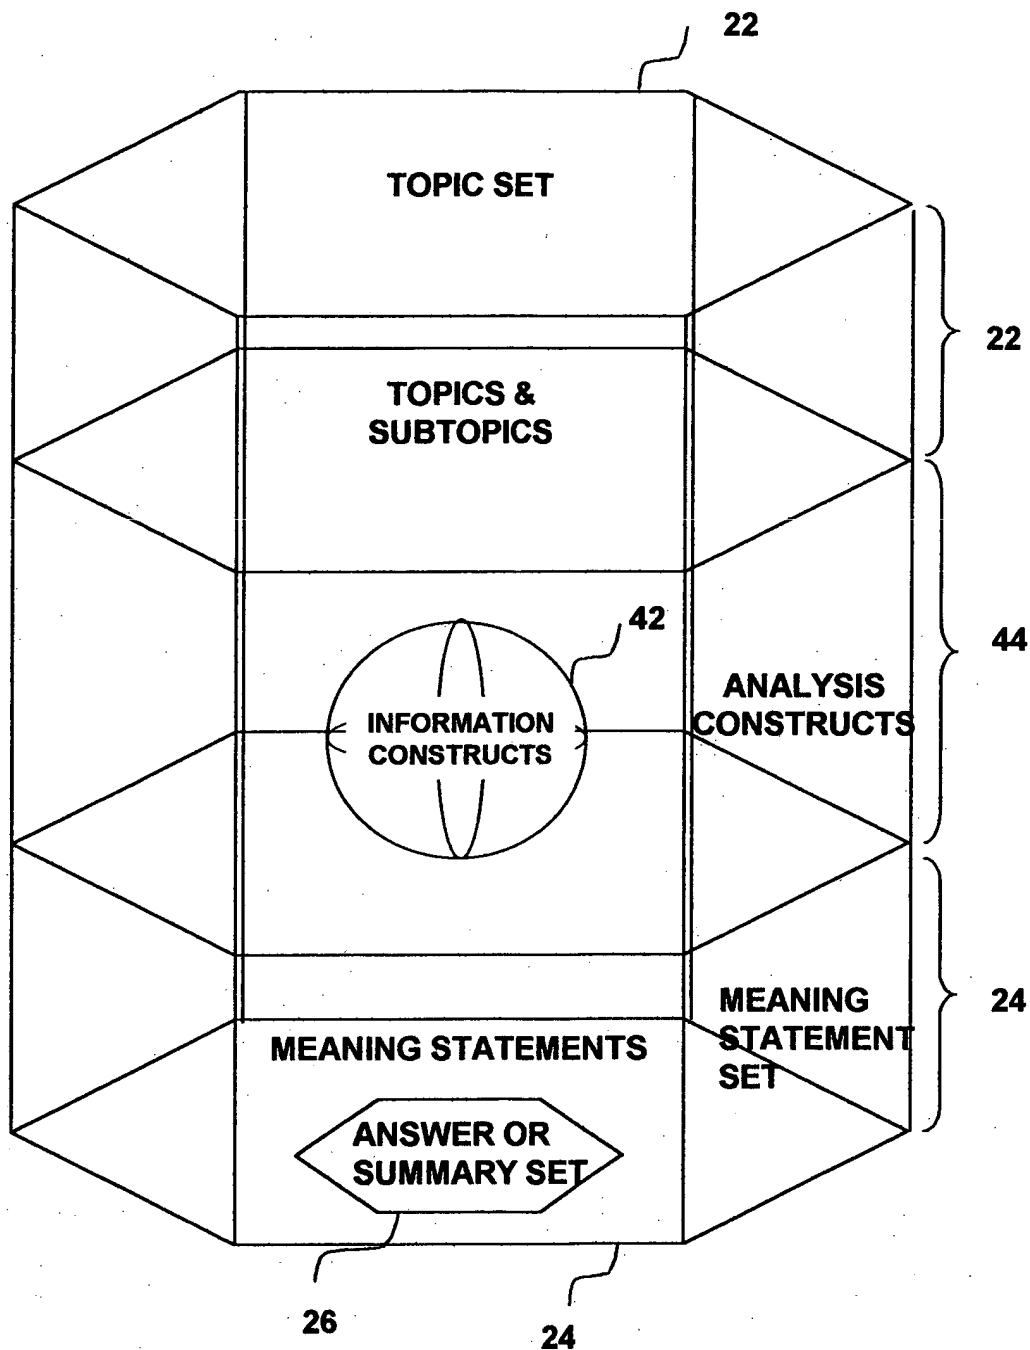 22
TOPIC SET
22
TOPICS &
SUBTOPICS
42
44
ANALYSIS
CONSTRUCTS
INFORMATION
CONSTRUCTS
24
MEANING
STATEMENT
SET
MEANING STATEMENTS
ANSWER OR
SUMMARY SET
26
24